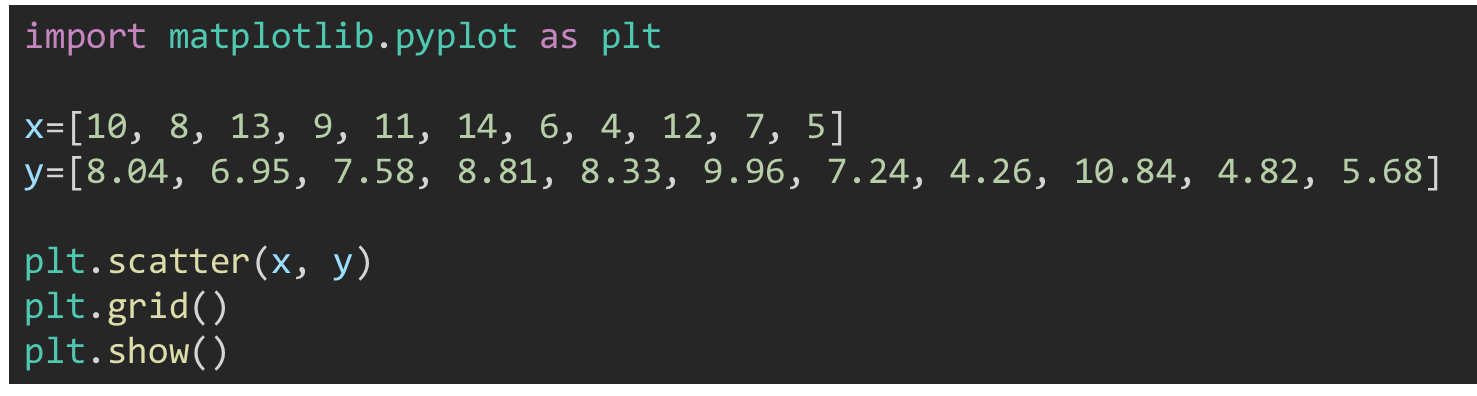 import matplotlib.pyplot as plt
x=[10, 8, 13, 9, 11, 14, 6, 4, 12, 7, 5]
y=[8.04, 6.95, 7.58, 8.81, 8.33, 9.96, 7.24, 4.26, 10.84, 4.82, 5.68]
plt.scatter(x, y)
plt.grid()
plt.show()